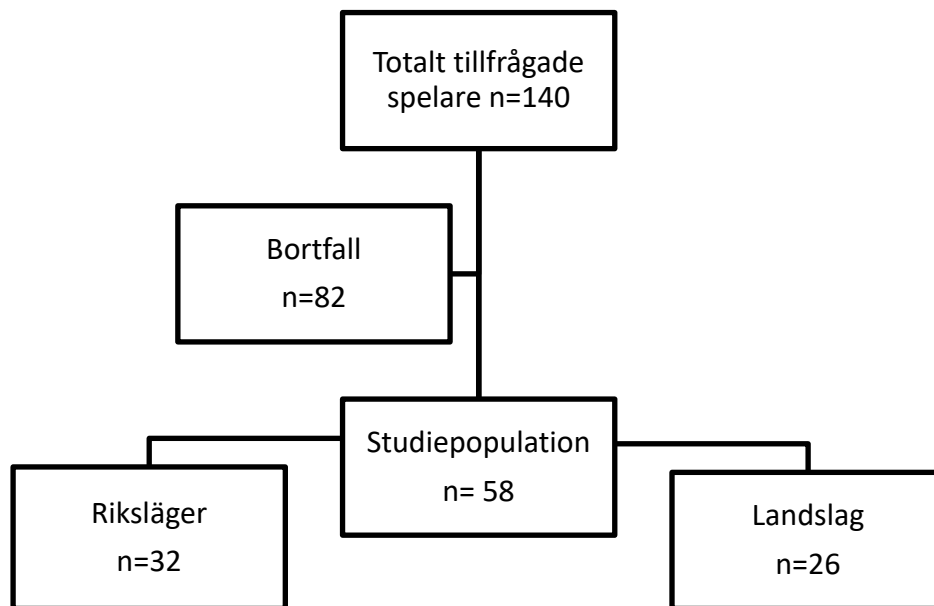 Totalt tillfrågade
spelare n=140
Bortfall
n=82
Studiepopulation
n= 58
Riksläger
n=32
Landslag
n=26